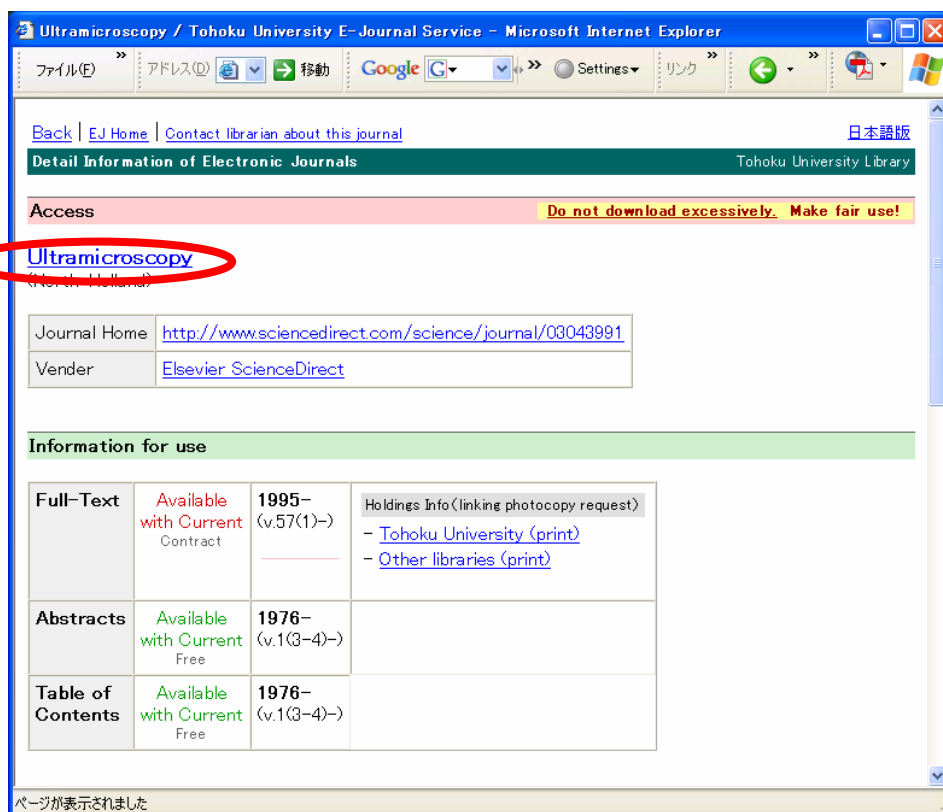 Ultramicroscopy / Tohoku University E-Journal Service - Microsoft Internet Explorer
ファイル(F) » アドレス(D) 移動 Google G Settings リンク »
Back | EJ Home | Contact librarian about this journal 日本語版
Detail Information of Electronic Journals Tohoku University Library
Access Do not download excessively. Make fair use!
Ultramicroscopy
(North-Holland)
Journal Home http://www.sciencedirect.com/science/journal/03043991
Vender Elsevier ScienceDirect
Information for use
Full-Text Available 1995- Holdings Info(linking photocopy request)
with Current (v.57(1)-) - Tohoku University (print)
Contract - Other libraries (print)
Abstracts Available 1976-
with Current (v.1(3-4)-)
Free
Table of Available 1976-
Contents with Current (v.1(3-4)-)
Free
ページが表示されました